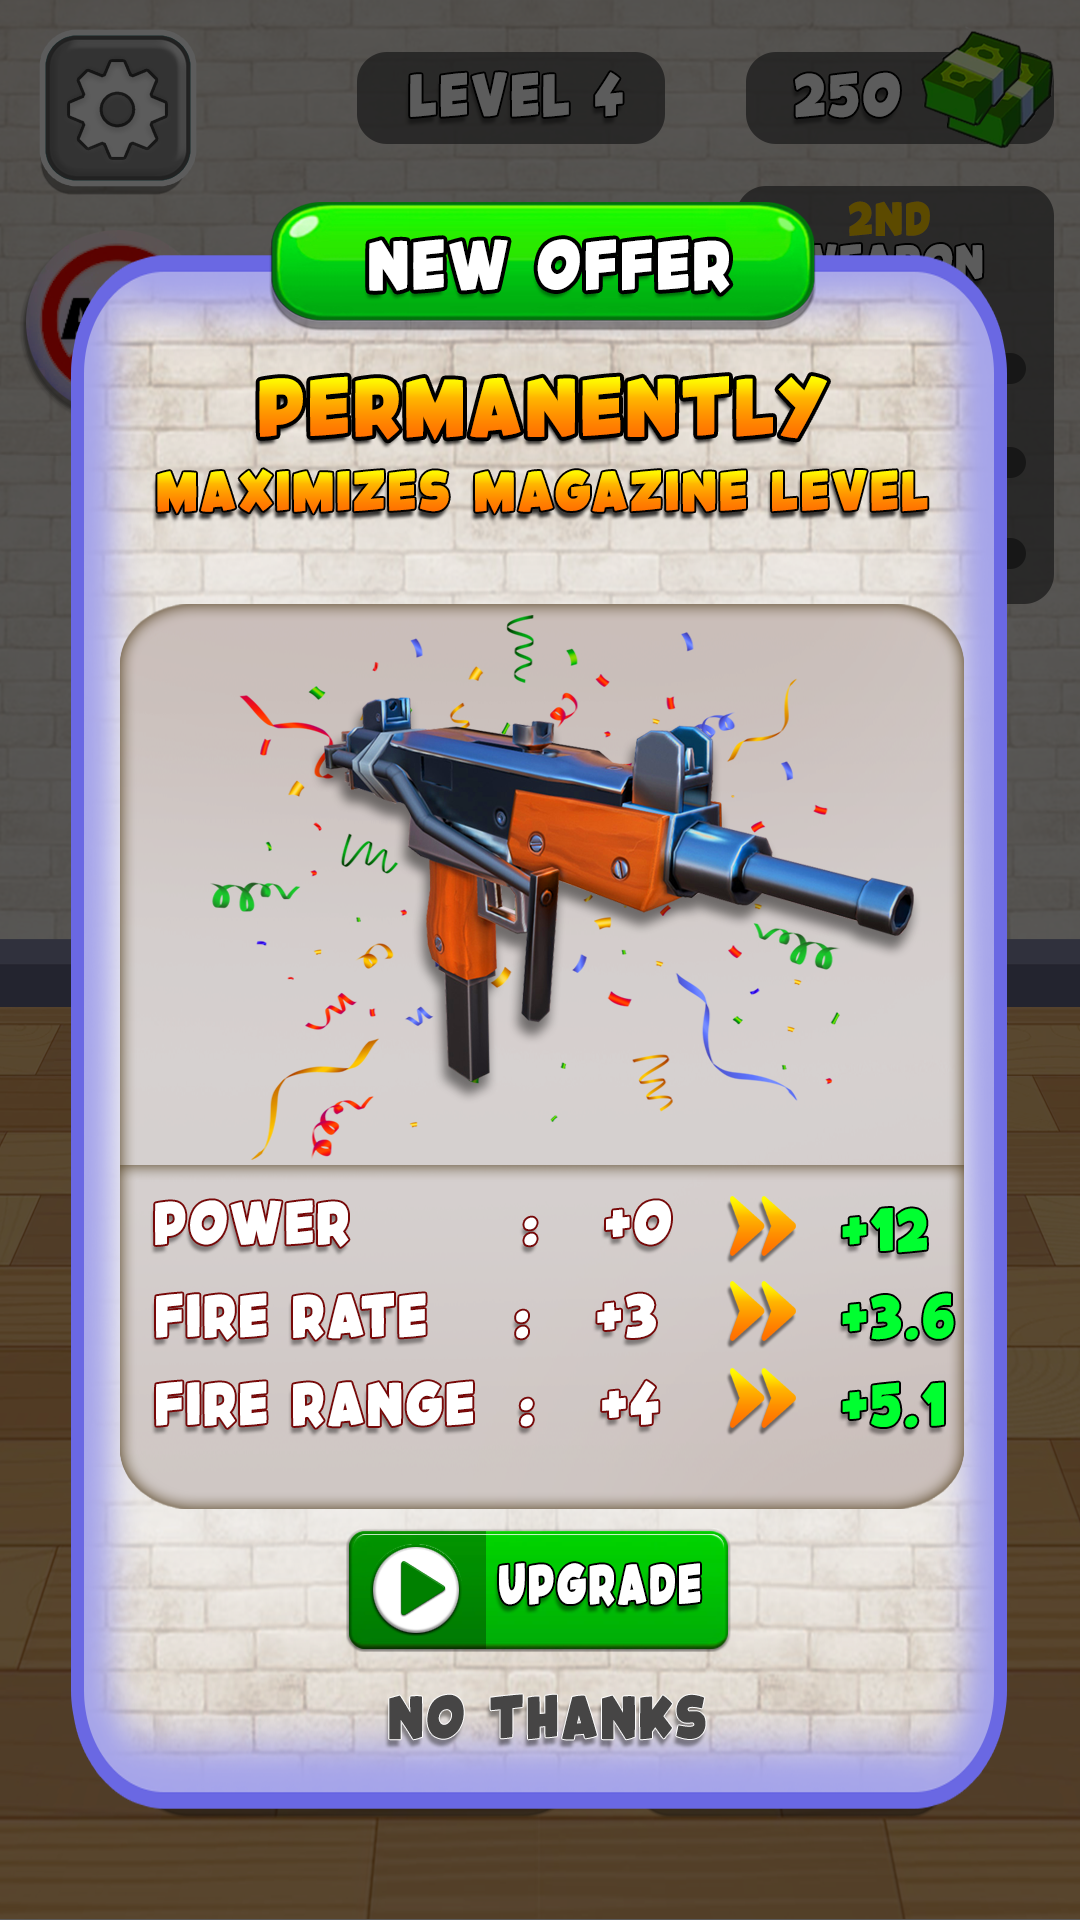 LEVEL 4
250
2ND
NEW OFFER
PERMANENTLY
MAXIMIZES MAGAZINE LEVEL
POWER : +0 +12
FIRE RATE : +3 +3.6
FIRE RANGE : +4 +5.1
UPGRADE
NO THANKS